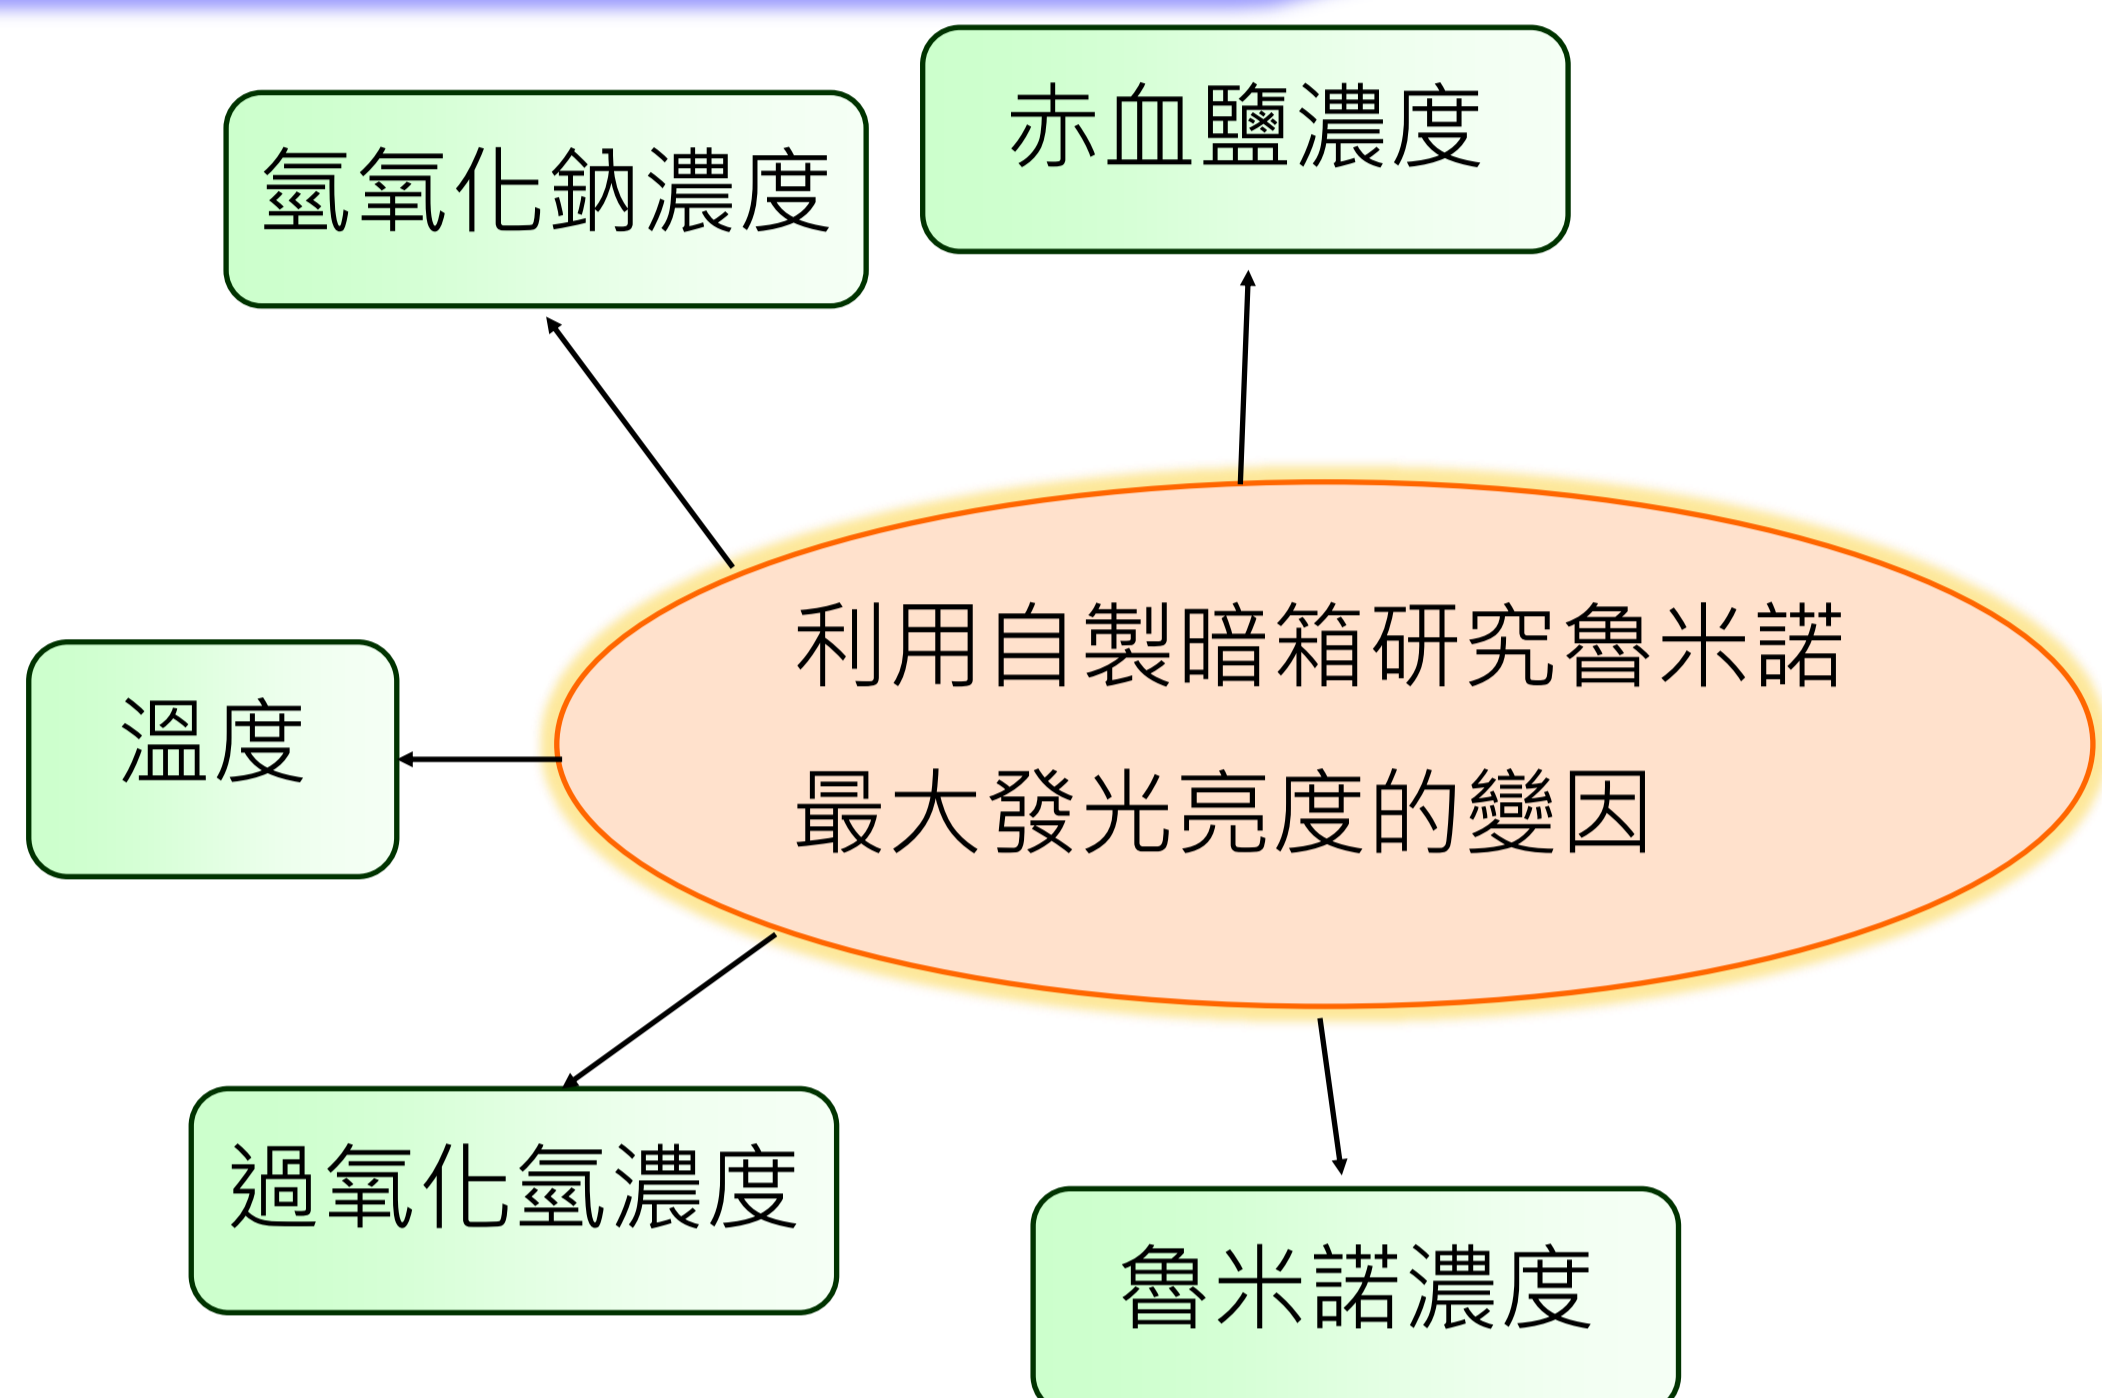 赤血鹽濃度
氫氧化鈉濃度
利用自製暗箱研究魯米諾
最大發光亮度的變因
溫度
過氧化氫濃度
魯米諾濃度